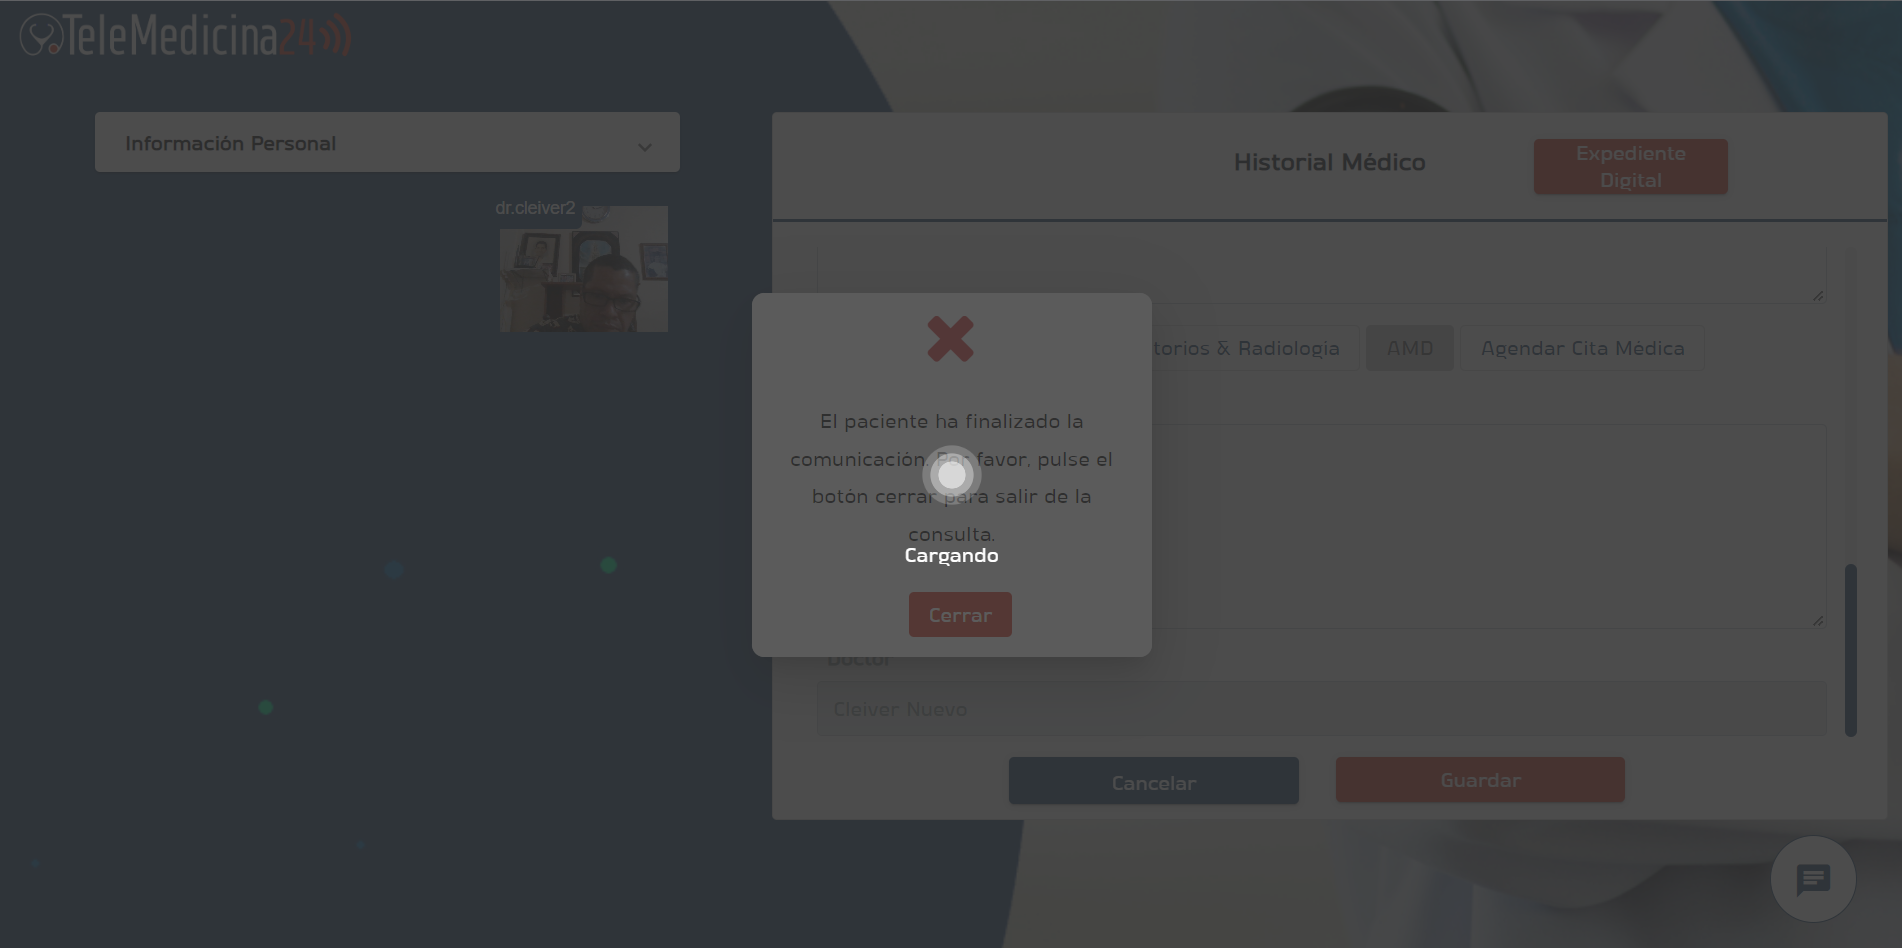 TeleMedicina24
Información Personal
dr.cleiver2
Historial Médico
Expediente
Digital
torios & Radiologia
AMD
Agendar Cita Médica
El paciente ha finalizado la
comunicación. Por favor, pulse el
botón cerrar para salir de la
consulta.
Cargando
Cerrar
Doctor
Cleiver Nuevo
Cancelar
Guardar